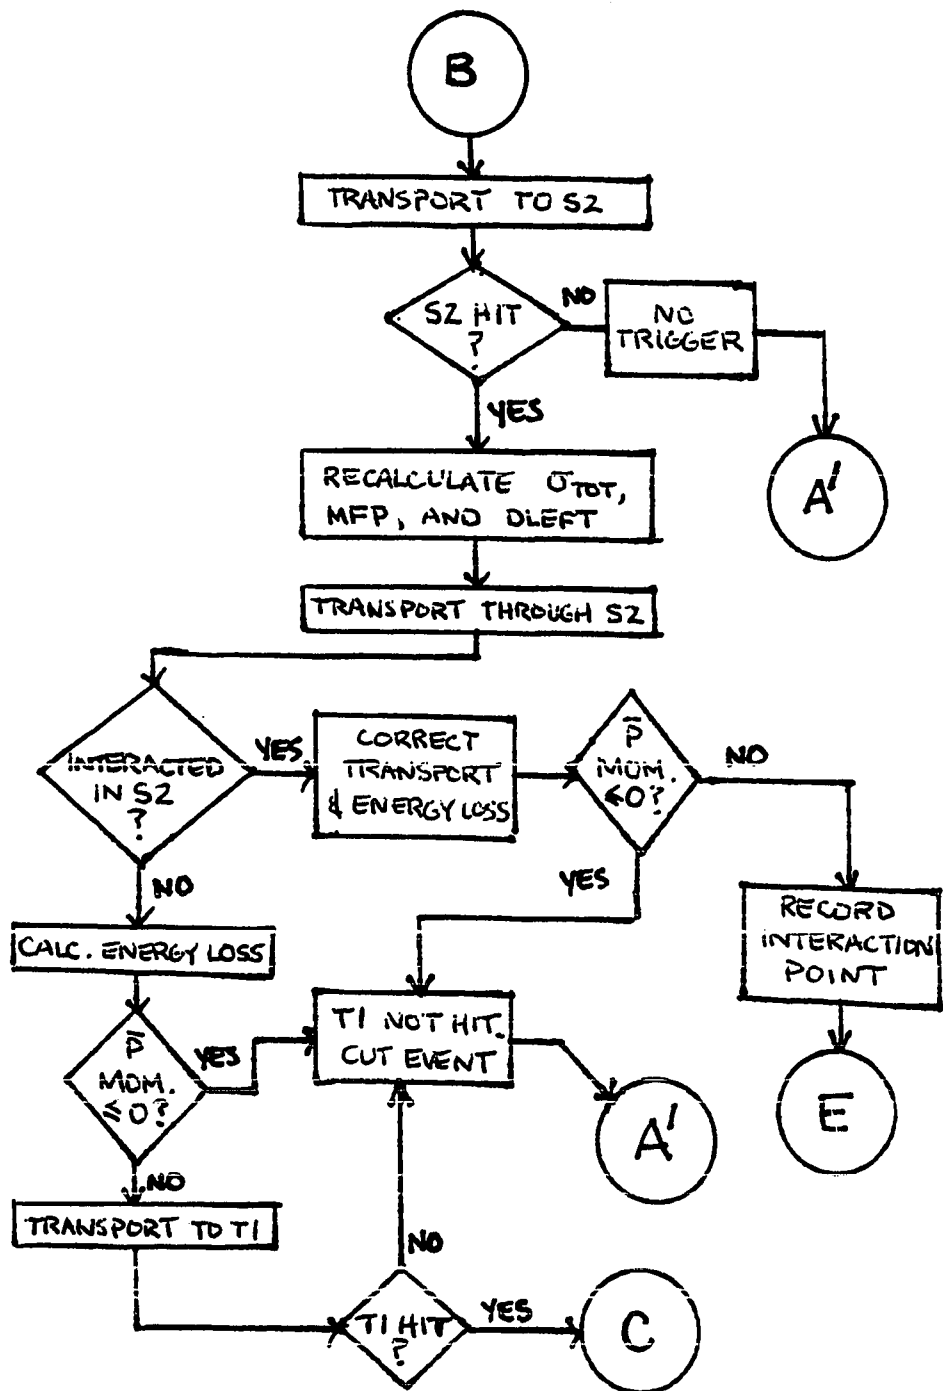 B
TRANSPORT TO S2
S2 HIT
?
NO
NO
TRIGGER
YES
A'
RECALCULATE σTOT,
MFP, AND DLEFT
TRANSPORT THROUGH S2
INTERACTED
IN S2
?
YES
CORRECT
TRANSPORT
& ENERGY LOSS
P̅
MOM.
≤0?
NO
YES
NO
RECORD
INTERACTION
POINT
CALC. ENERGY LOSS
P̅
MOM.
≤0?
YES
T1 NOT HIT.
CUT EVENT
A'
E
NO
TRANSPORT TO T1
NO
T1 HIT
?
YES
C